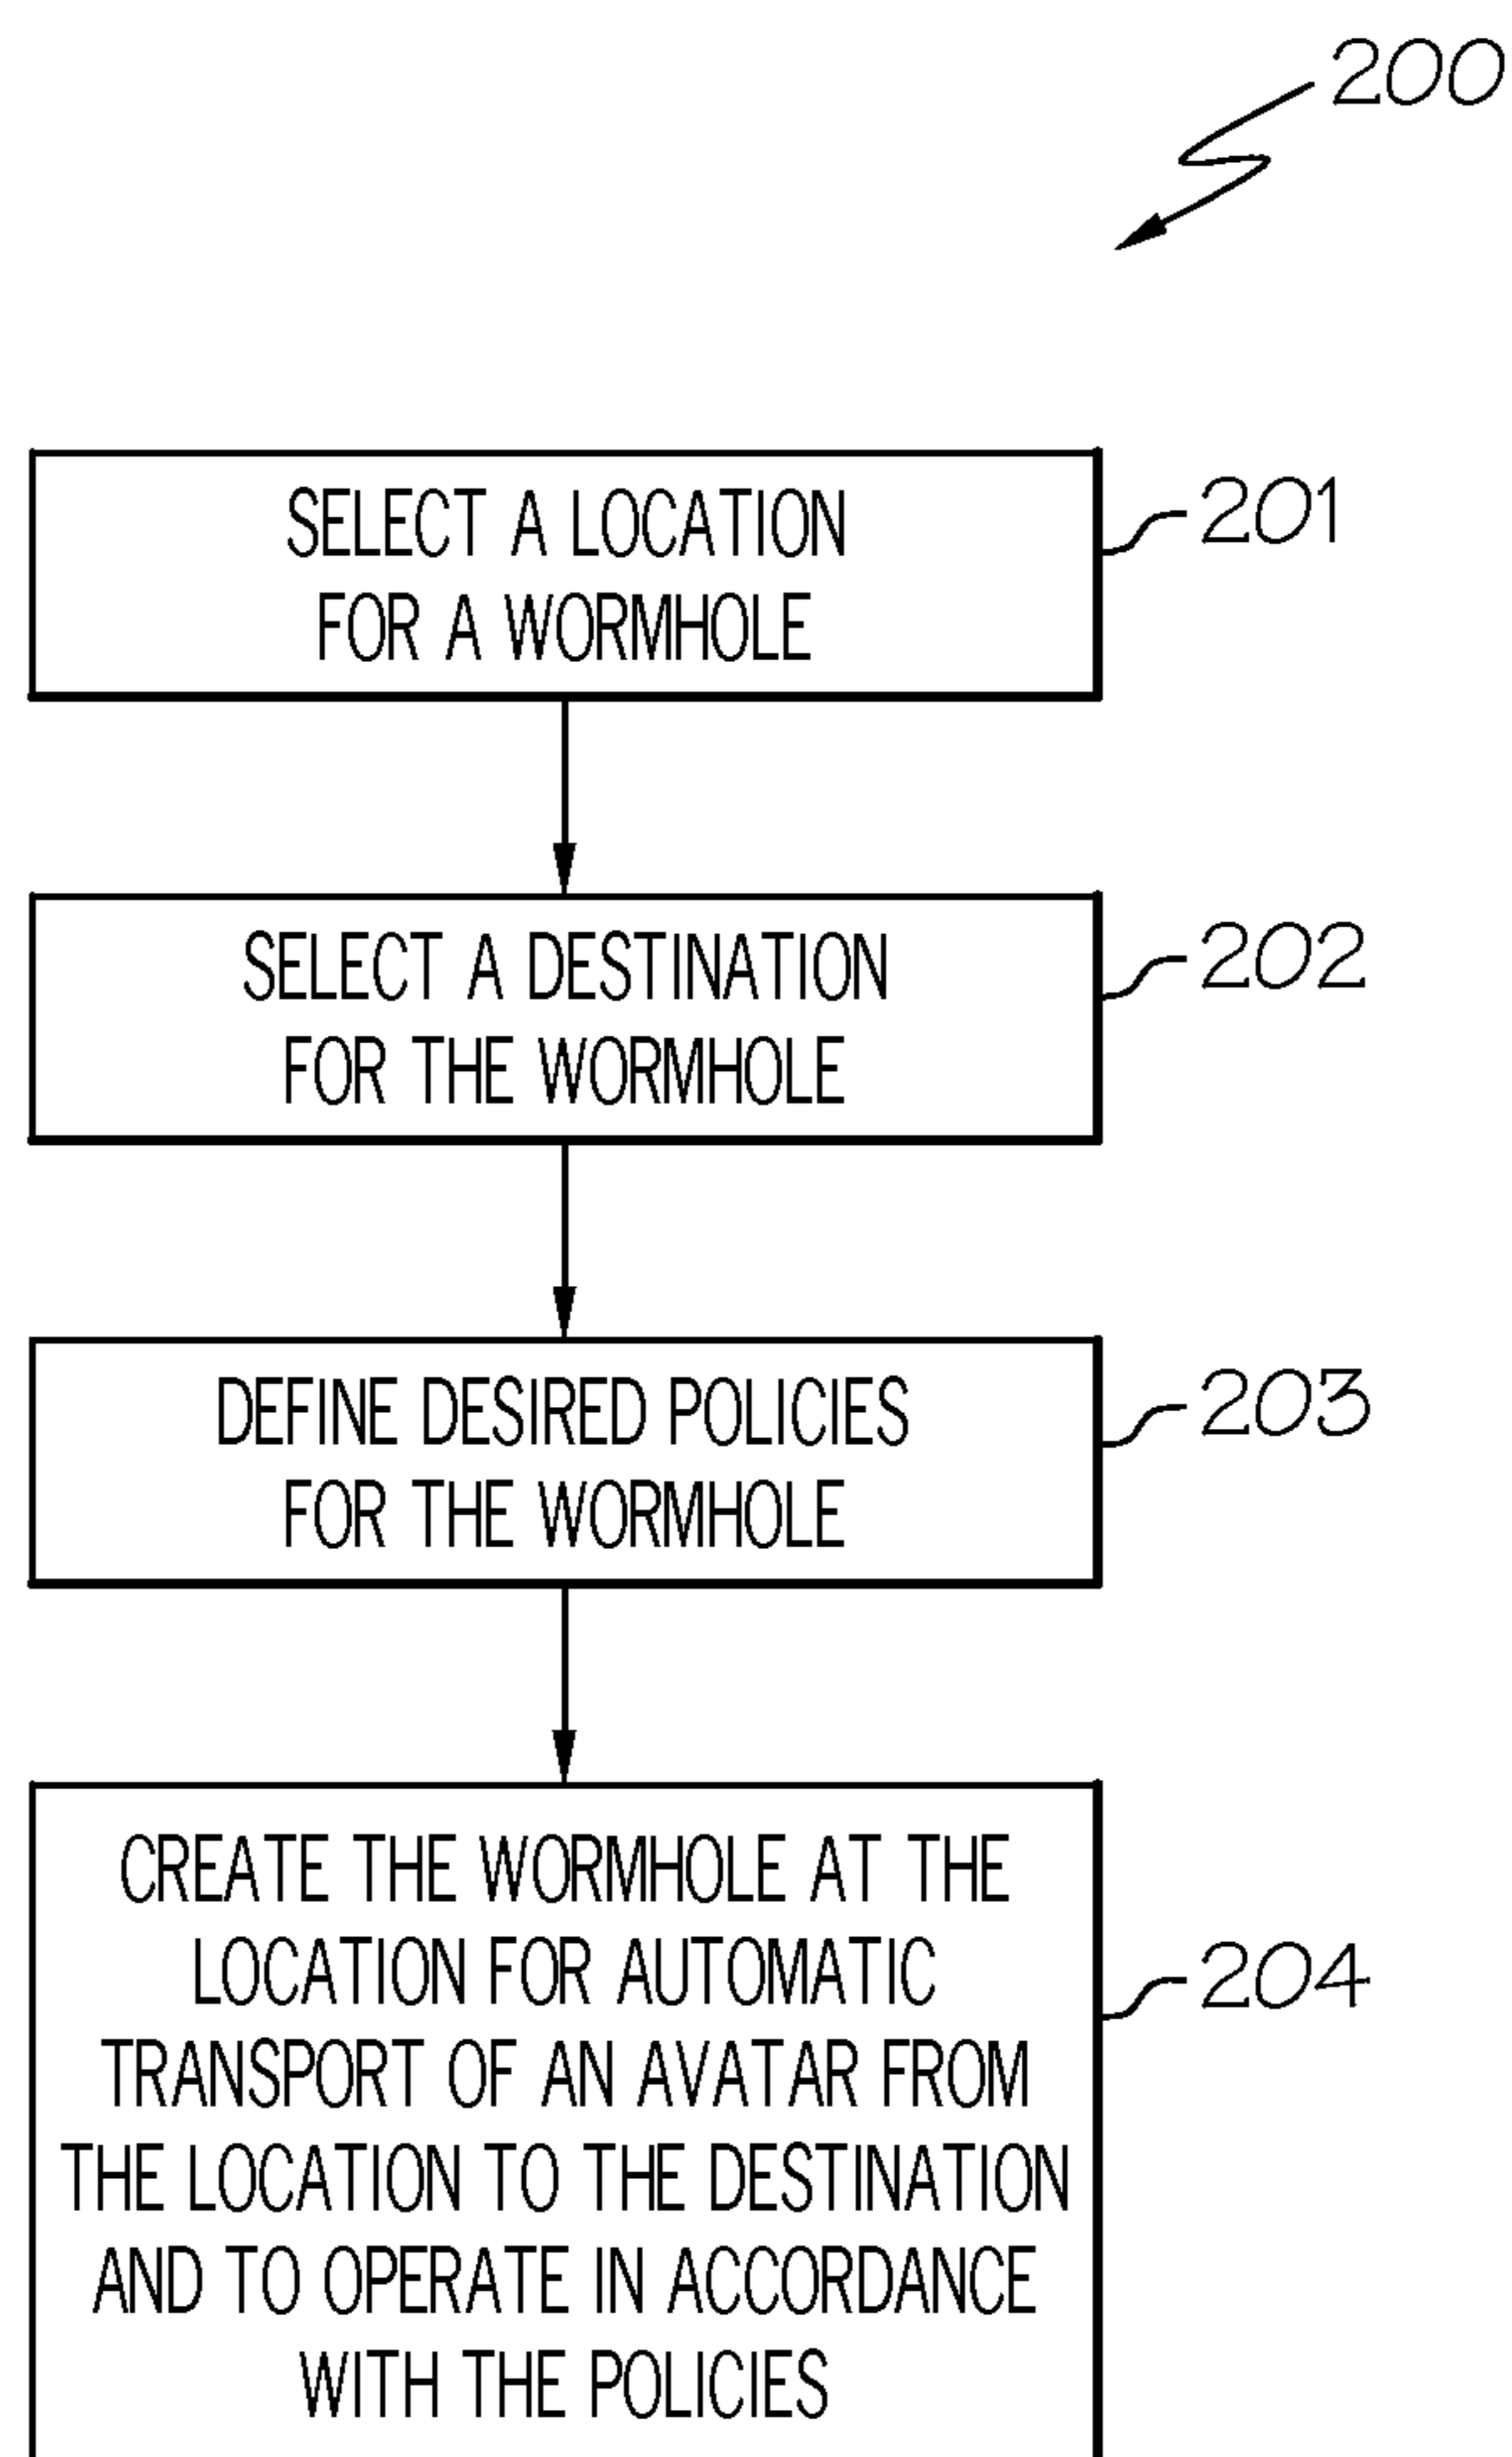 200
SELECT A LOCATION
FOR A WORMHOLE
201
SELECT A DESTINATION
FOR THE WORMHOLE
202
DEFINE DESIRED POLICIES
FOR THE WORMHOLE
203
CREATE THE WORMHOLE AT THE
LOCATION FOR AUTOMATIC
TRANSPORT OF AN AVATAR FROM
THE LOCATION TO THE DESTINATION
AND TO OPERATE IN ACCORDANCE
WITH THE POLICIES
204